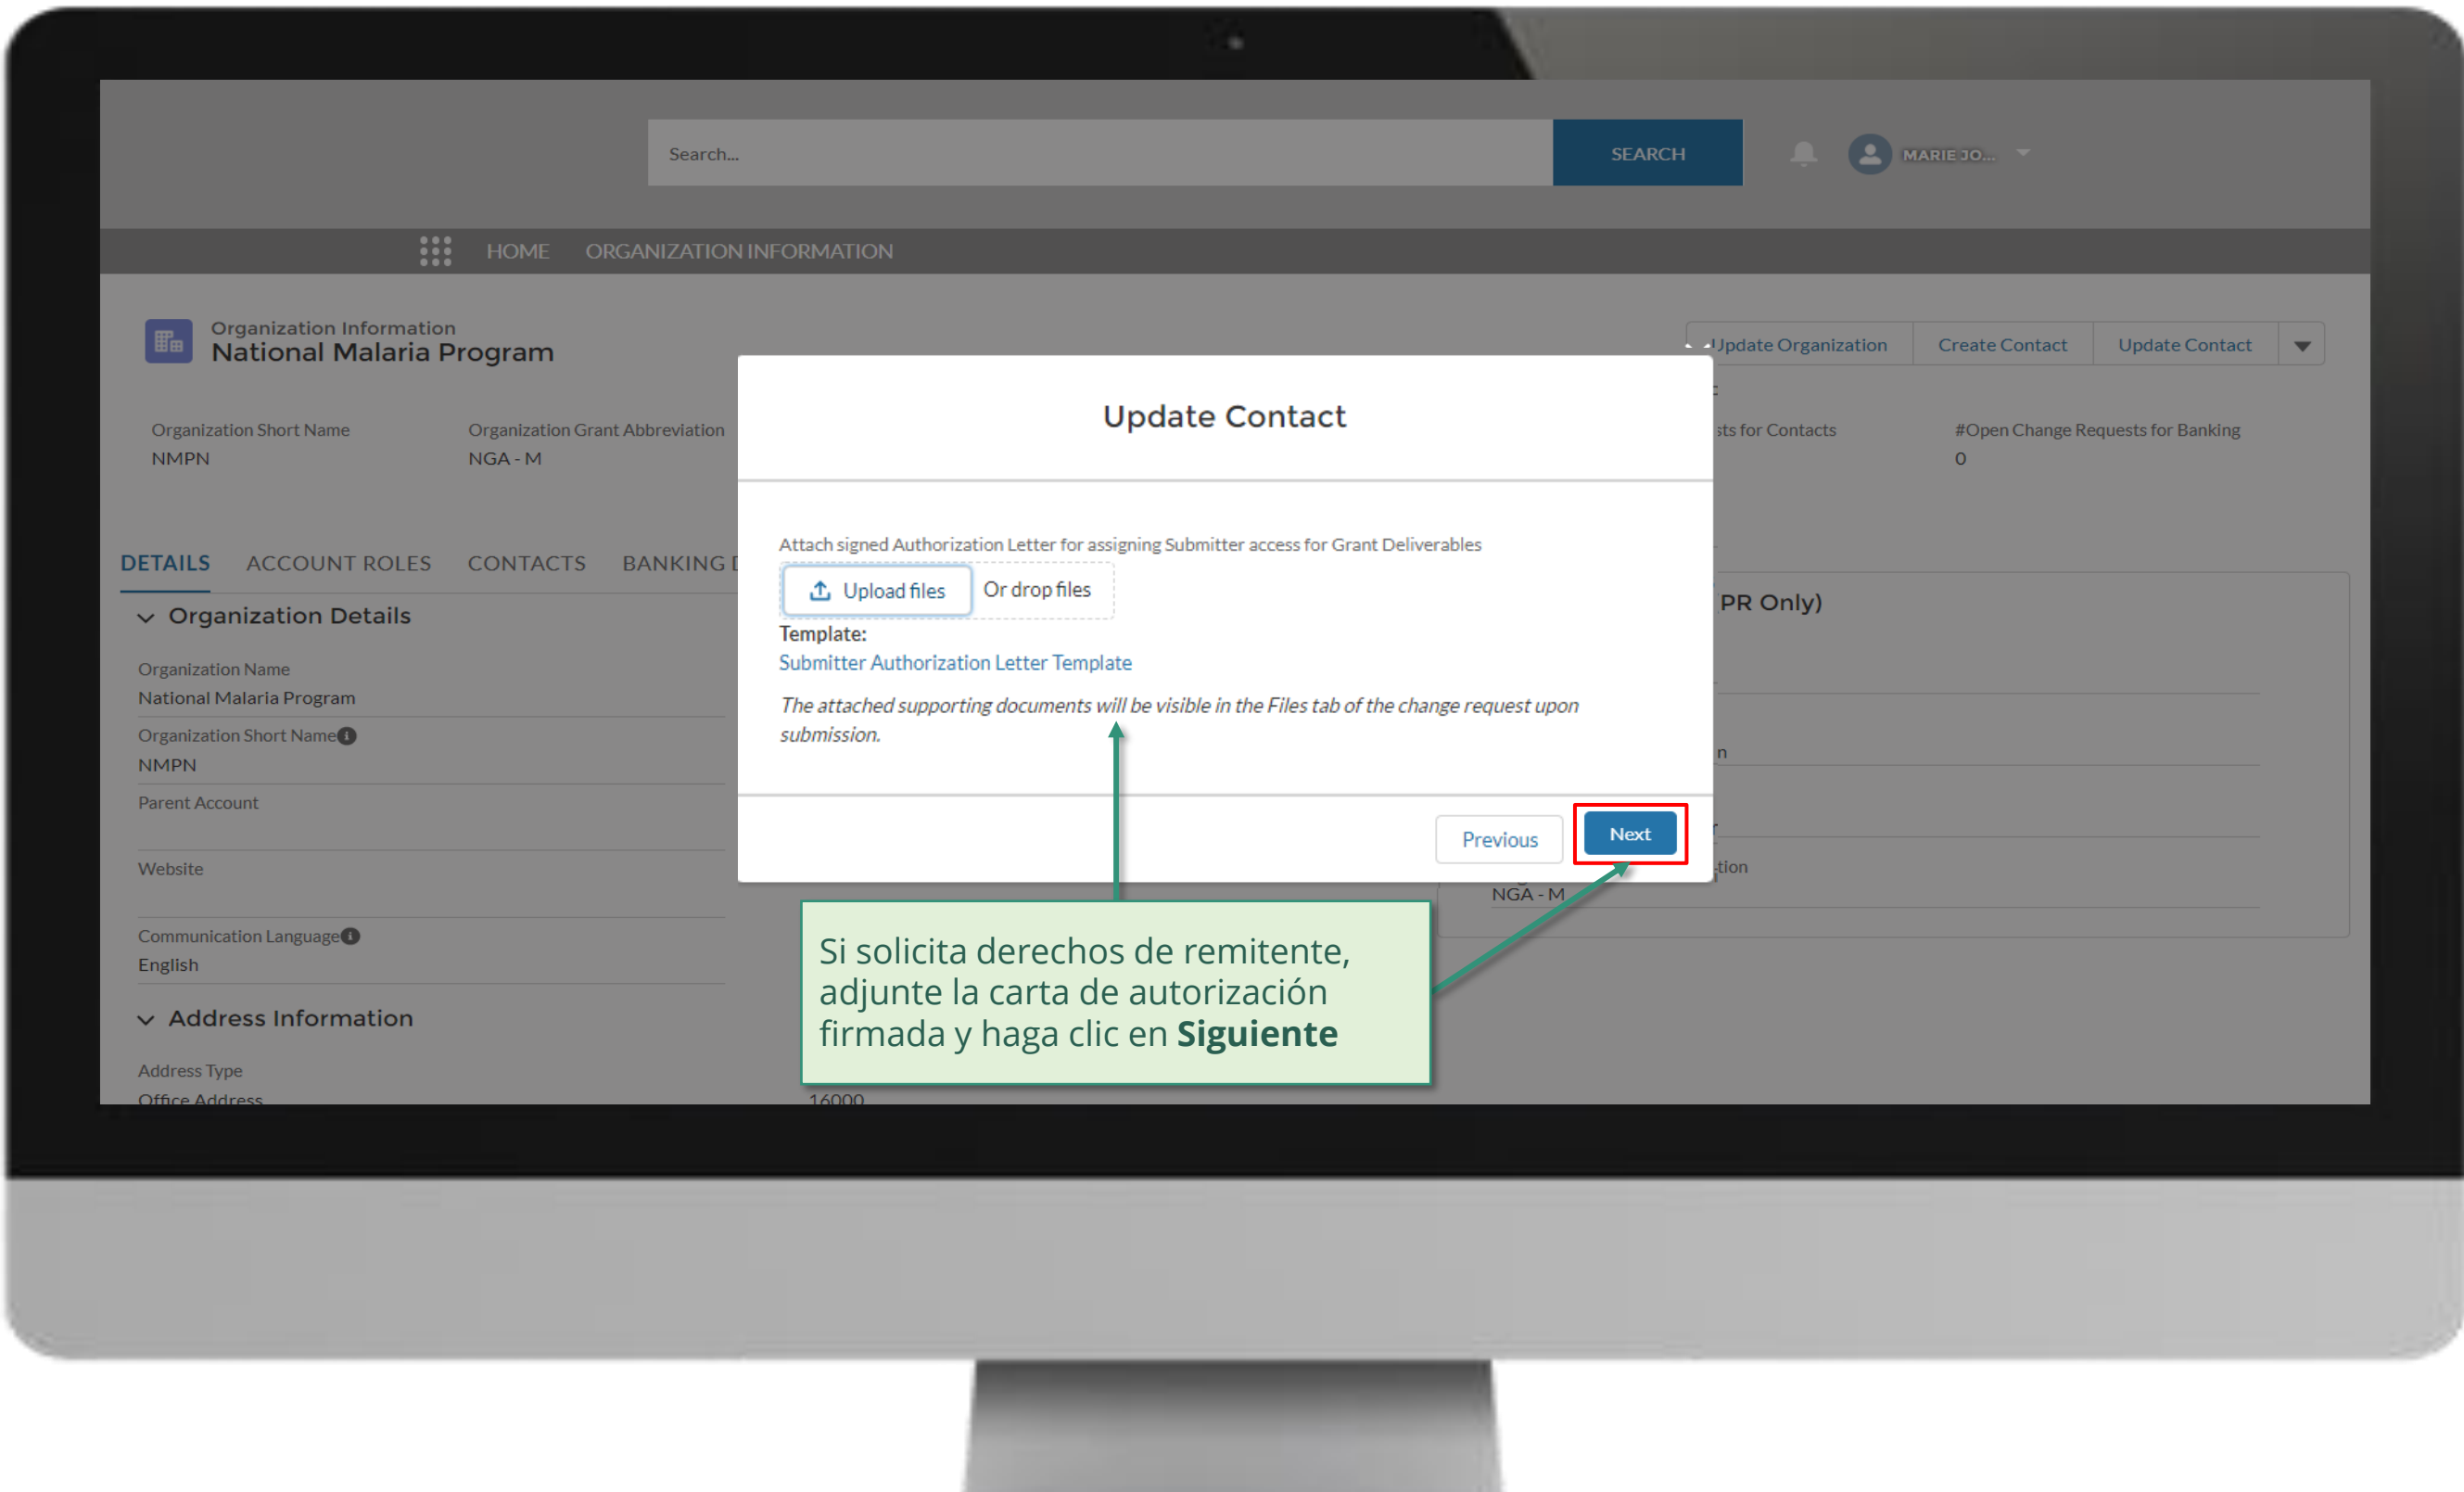 Search...
SEARCH
MARIE JO...
HOME ORGANIZATION INFORMATION
Organization Information
National Malaria Program
Update Organization Create Contact Update Contact
Organization Short Name
NMPN
Organization Grant Abbreviation
NGA - M
sts for Contacts
#Open Change Requests for Banking
0
DETAILS ACCOUNT ROLES CONTACTS BANKING
Organization Details
Organization Name
National Malaria Program
Organization Short Name
NMPN
Parent Account
Website
Communication Language
English
Address Information
Address Type
Office Address
16000
Update Contact
Attach signed Authorization Letter for assigning Submitter access for Grant Deliverables
Upload files Or drop files
Template:
Submitter Authorization Letter Template
The attached supporting documents will be visible in the Files tab of the change request upon
submission.
Previous Next
PR Only)
n
tion
NGA - M
Si solicita derechos de remitente,
adjunte la carta de autorización
firmada y haga clic en Siguiente